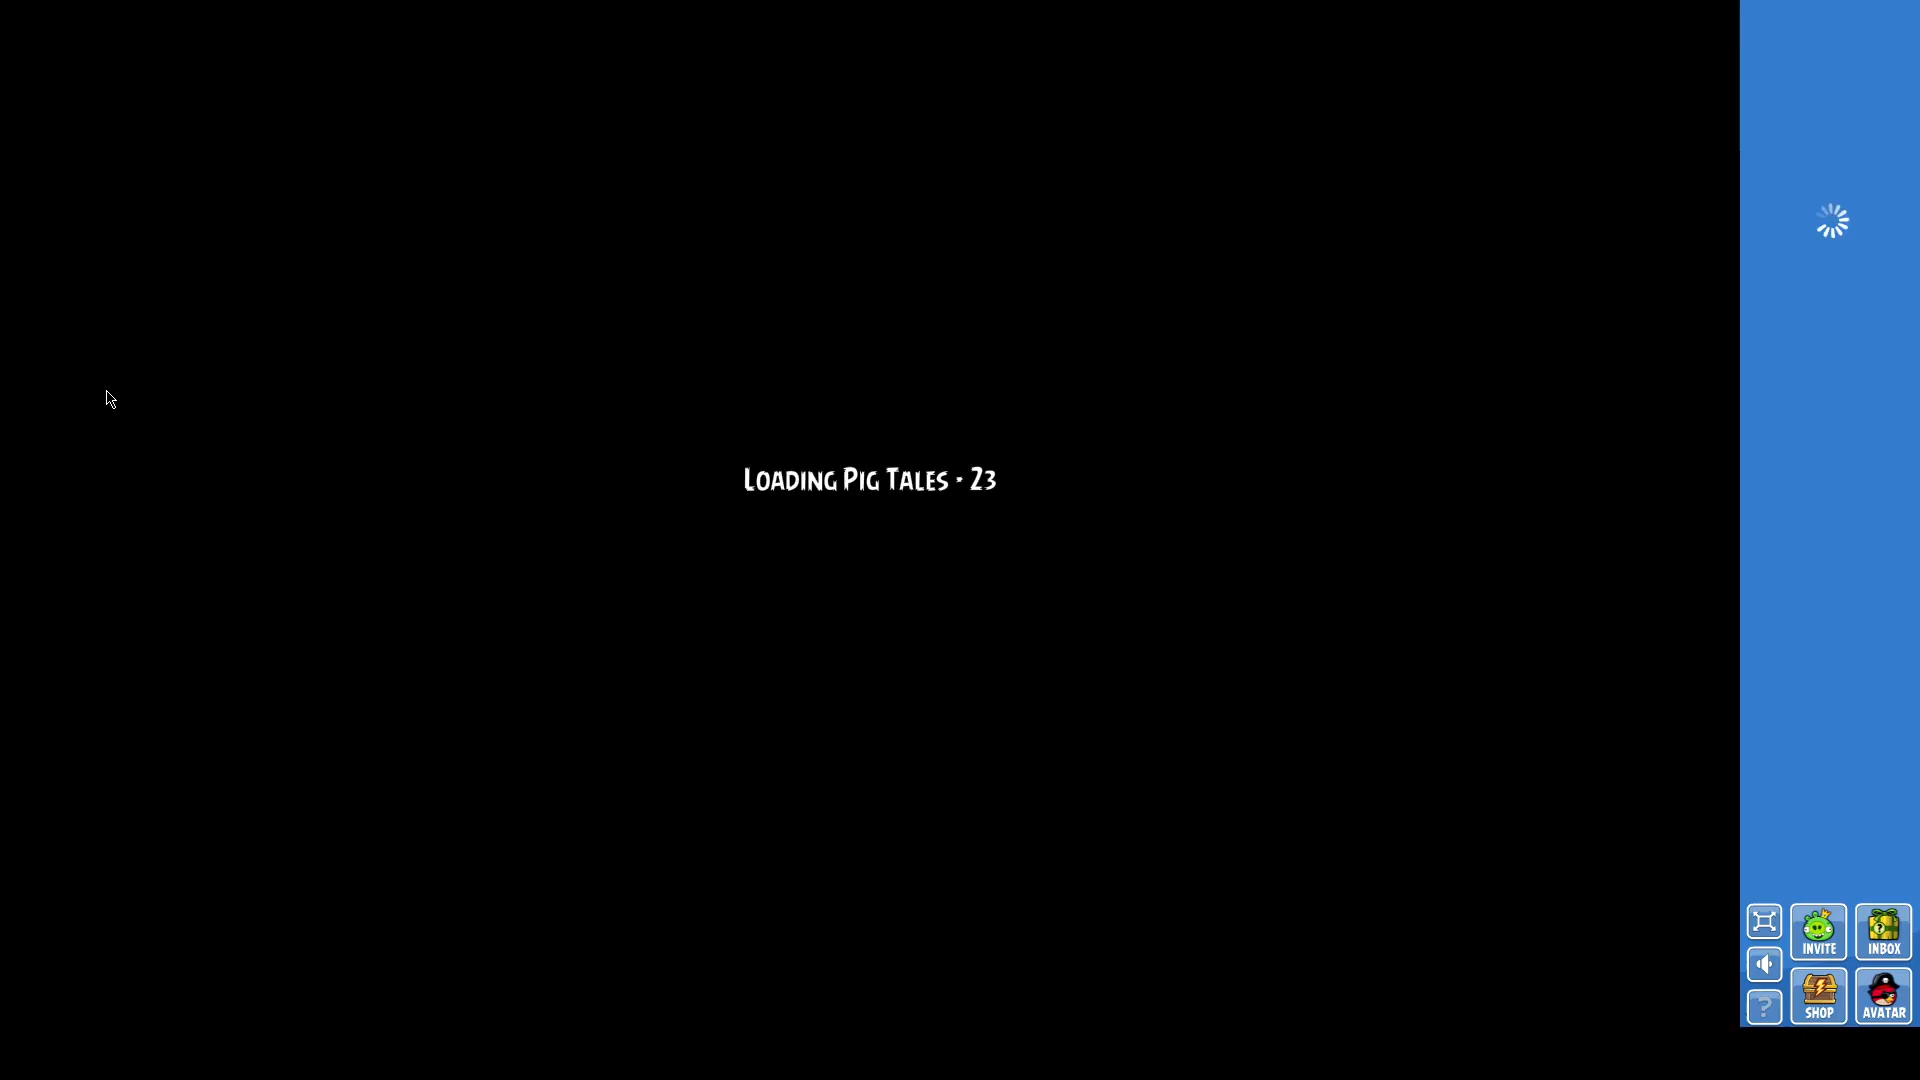 Loading Pig Tales - 23
INVITE
INBOX
?
SHOP
AVATAR